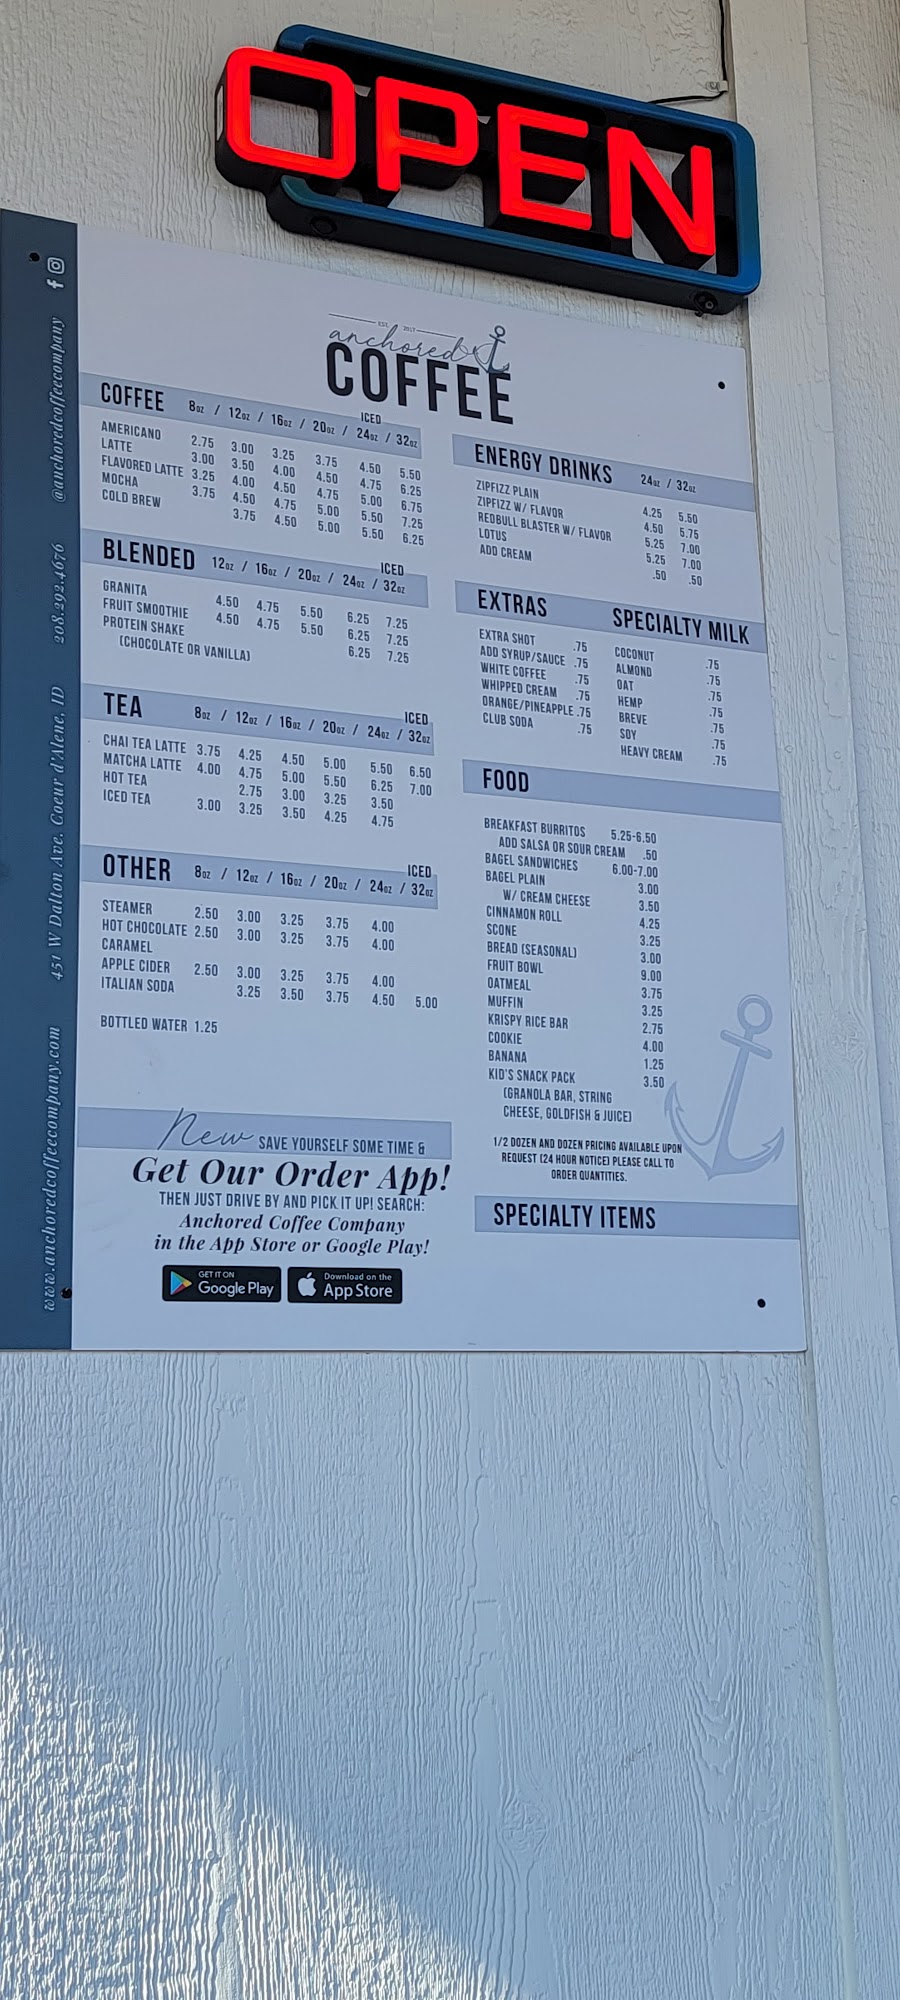 OPEN
EST. 2017
anchored
COFFEE
COFFEE 8oz / 12oz / 16oz / 20oz / 24oz / ICED 32oz
AMERICANO 2.75 3.00 3.25 3.75 4.50 5.50
LATTE 3.00 3.50 4.00 4.50 4.75 6.25
FLAVORED LATTE 3.25 4.00 4.50 4.75 5.00 6.75
MOCHA 3.75 4.50 4.75 5.00 5.50 7.25
COLD BREW 3.75 4.50 5.00 5.50 6.25
BLENDED 12oz / 16oz / 20oz / 24oz / ICED 32oz
GRANITA 4.50 4.75 5.50 6.25 7.25
FRUIT SMOOTHIE 4.50 4.75 5.50 6.25 7.25
PROTEIN SHAKE 6.25 7.25
(CHOCOLATE OR VANILLA)
TEA 8oz / 12oz / 16oz / 20oz / 24oz / ICED 32oz
CHAI TEA LATTE 3.75 4.25 4.50 5.00 5.50 6.50
MATCHA LATTE 4.00 4.75 5.00 5.50 6.25 7.00
HOT TEA 2.75 3.00 3.25 3.50
ICED TEA 3.00 3.25 3.50 4.25 4.75
OTHER 8oz / 12oz / 16oz / 20oz / 24oz / ICED 32oz
STEAMER 2.50 3.00 3.25 3.75 4.00
HOT CHOCOLATE 2.50 3.00 3.25 3.75 4.00
CARAMEL
APPLE CIDER 2.50 3.00 3.25 3.75 4.00
ITALIAN SODA 3.25 3.50 3.75 4.50 5.00
BOTTLED WATER 1.25
New SAVE YOURSELF SOME TIME &
Get Our Order App!
THEN JUST DRIVE BY AND PICK IT UP! SEARCH:
Anchored Coffee Company
in the App Store or Google Play!
GET IT ON
Google Play
Download on the
App Store
ENERGY DRINKS 24oz / 32oz
ZIPFIZZ PLAIN 4.25 5.50
ZIPFIZZ W/ FLAVOR 4.50 5.75
REDBULL BLASTER W/ FLAVOR 5.25 7.00
LOTUS 5.25 7.00
ADD CREAM .50 .50
EXTRAS
EXTRA SHOT .75
ADD SYRUP/SAUCE .75
WHITE COFFEE .75
WHIPPED CREAM .75
ORANGE/PINEAPPLE .75
CLUB SODA .75
SPECIALTY MILK
COCONUT .75
ALMOND .75
OAT .75
HEMP .75
BREVE .75
SOY .75
HEAVY CREAM .75
FOOD
BREAKFAST BURRITOS 5.25-6.50
ADD SALSA OR SOUR CREAM .50
BAGEL SANDWICHES 6.00-7.00
BAGEL PLAIN 3.00
W/ CREAM CHEESE 3.50
CINNAMON ROLL 4.25
SCONE 3.25
BREAD (SEASONAL) 3.00
FRUIT BOWL 9.00
OATMEAL 3.75
MUFFIN 3.25
KRISPY RICE BAR 2.75
COOKIE 4.00
BANANA 1.25
KID'S SNACK PACK 3.50
(GRANOLA BAR, STRING
CHEESE, GOLDFISH & JUICE)
1/2 DOZEN AND DOZEN PRICING AVAILABLE UPON
REQUEST (24 HOUR NOTICE) PLEASE CALL TO
ORDER QUANTITIES.
SPECIALTY ITEMS
www.anchoredcoffeecompany.com 451 W Dalton Ave. Coeur d'Alene, ID 208.292.4676 @anchoredcoffeecompany